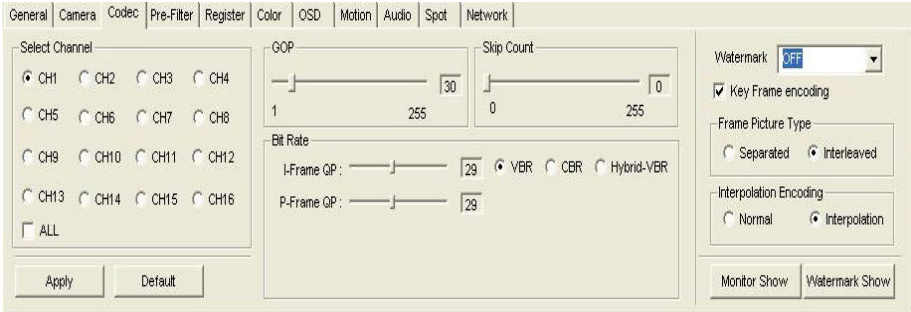 General Camera Codec Pre-Filter Register Color OSD Motion Audio Spot Network
Select Channel
CH1 CH2 CH3 CH4
CH5 CH6 CH7 CH8
CH9 CH10 CH11 CH12
CH13 CH14 CH15 CH16
ALL
Apply Default
GOP
30
1 255
Skip Count
0
0 255
Bit Rate
I-Frame QP : 29 VBR CBR Hybrid-VBR
P-Frame QP : 29
Watermark OFF
Key Frame encoding
Frame Picture Type
Separated Interleaved
Interpolation Encoding
Normal Interpolation
Monitor Show Watermark Show